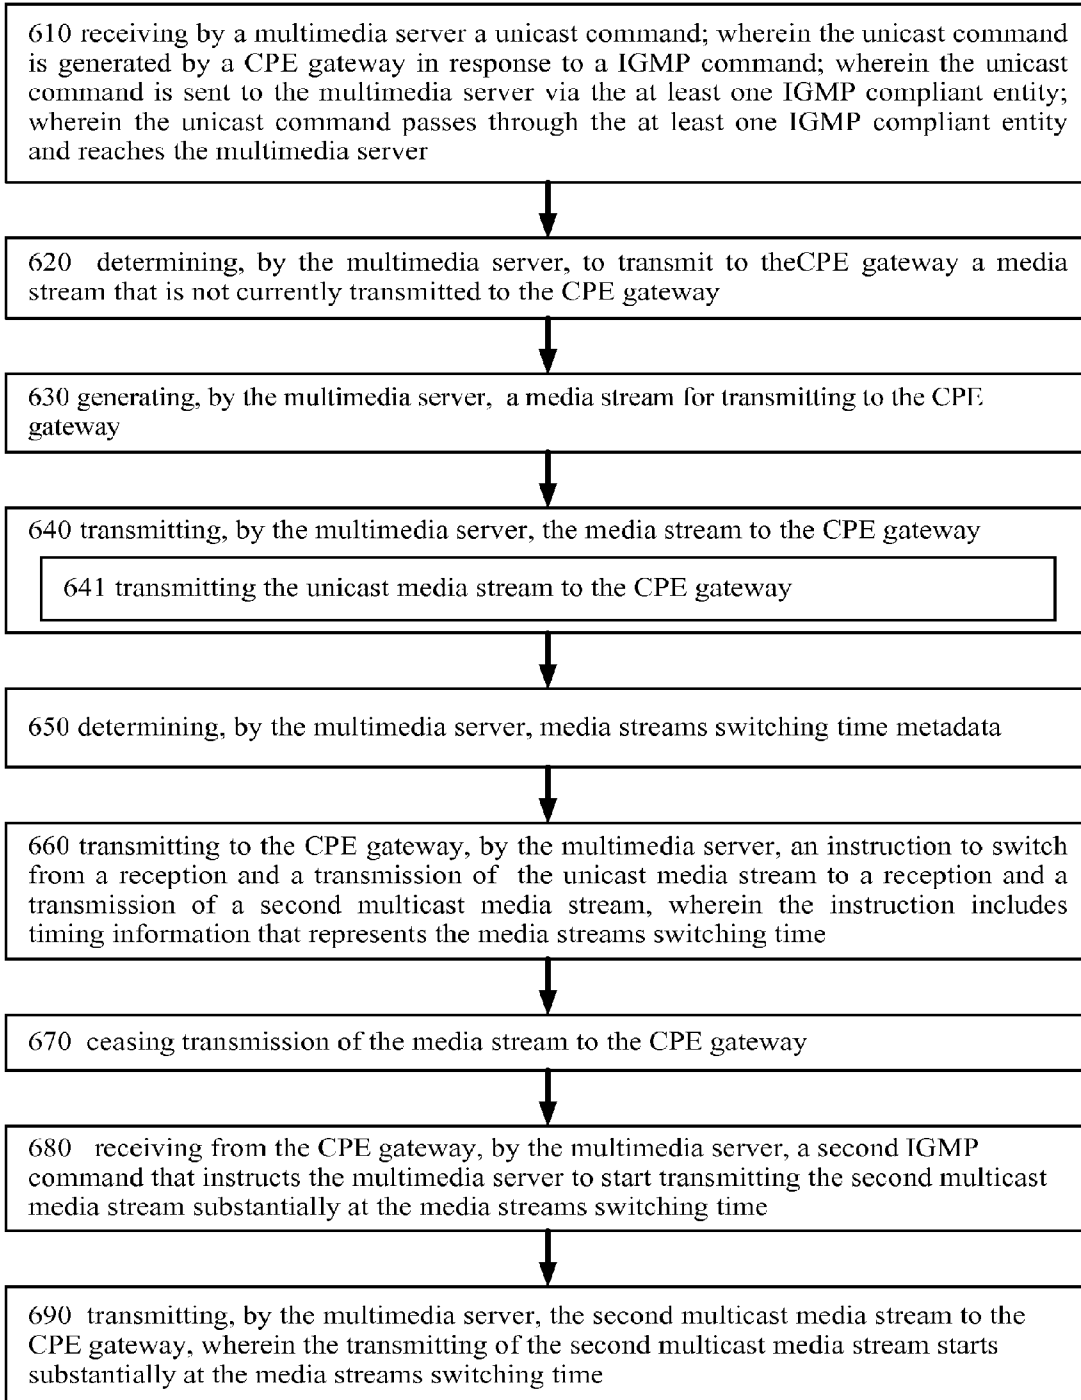 610 receiving by a multimedia server a unicast command; wherein the unicast command
is generated by a CPE gateway in response to a IGMP command; wherein the unicast
command is sent to the multimedia server via the at least one IGMP compliant entity;
wherein the unicast command passes through the at least one IGMP compliant entity
and reaches the multimedia server
620 determining, by the multimedia server, to transmit to theCPE gateway a media
stream that is not currently transmitted to the CPE gateway
630 generating, by the multimedia server, a media stream for transmitting to the CPE
gateway
640 transmitting, by the multimedia server, the media stream to the CPE gateway
641 transmitting the unicast media stream to the CPE gateway
650 determining, by the multimedia server, media streams switching time metadata
660 transmitting to the CPE gateway, by the multimedia server, an instruction to switch
from a reception and a transmission of the unicast media stream to a reception and a
transmission of a second multicast media stream, wherein the instruction includes
timing information that represents the media streams switching time
670 ceasing transmission of the media stream to the CPE gateway
680 receiving from the CPE gateway, by the multimedia server, a second IGMP
command that instructs the multimedia server to start transmitting the second multicast
media stream substantially at the media streams switching time
690 transmitting, by the multimedia server, the second multicast media stream to the
CPE gateway, wherein the transmitting of the second multicast media stream starts
substantially at the media streams switching time